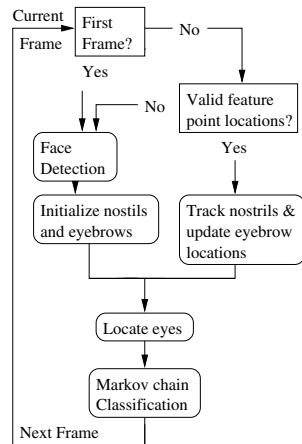 Current
Frame
First
Frame?
No
Yes
No
Valid feature
point locations?
Face
Detection
Yes
Initialize nostils
and eyebrows
Track nostrils &
update eyebrow
locations
Locate eyes
Markov chain
Classification
Next Frame